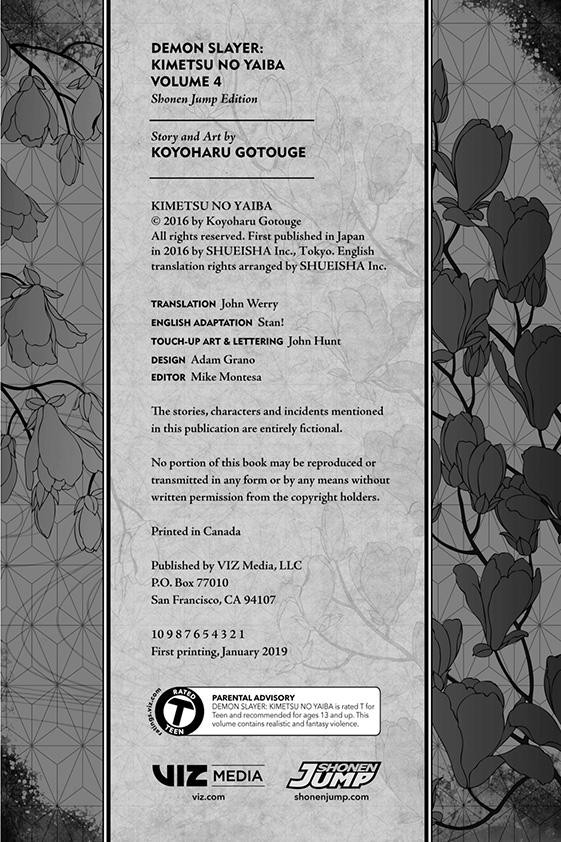 DEMON SLAYER:
KIMETSU NO YAIBA
VOLUME 4
Shonen Jump Edition
Story and Art by
KOYOHARU GOTOUGE
KIMETSU NO YAIBA
© 2016 by Koyoharu Gotouge
All rights reserved. First published in Japan
in 2016 by SHUEISHA Inc., Tokyo. English
translation rights arranged by SHUEISHA Inc.
TRANSLATION John Werry
ENGLISH ADAPTATION Stan!
TOUCH-UP ART & LETTERING John Hunt
DESIGN Adam Grano
EDITOR Mike Montesa
The stories, characters and incidents mentioned
in this publication are entirely fictional.
No portion of this book may be reproduced or
transmitted in any form or by any means without
written permission from the copyright holders.
Printed in Canada
Published by VIZ Media, LLC
P.O. Box 77010
San Francisco, CA 94107
10 9 8 7 6 5 4 3 2 1
First printing, January 2019
ratings.viz.com
RATED
T
TEEN
PARENTAL ADVISORY
DEMON SLAYER: KIMETSU NO YAIBA is rated T for
Teen and recommended for ages 13 and up. This
volume contains realistic and fantasy violence.
VIZ MEDIA
viz.com
SHONEN
JUMP
shonenjump.com